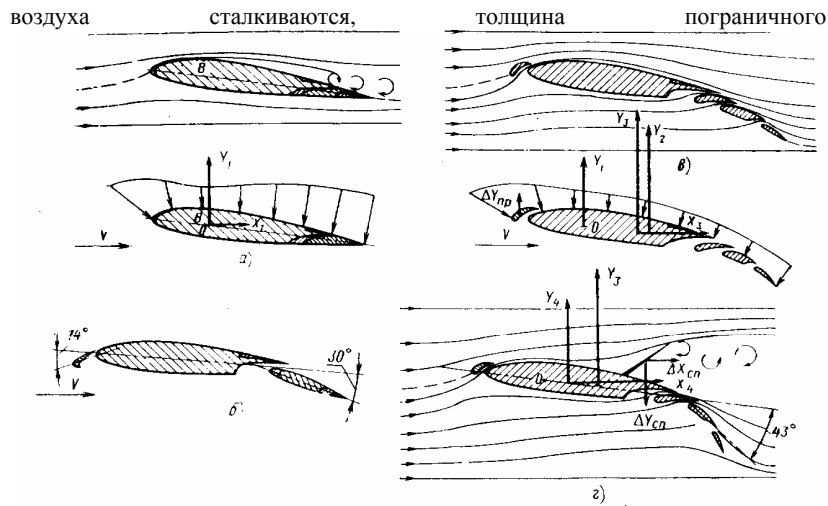 воздуха сталкиваются, толщина пограничного
В
Y₁
В
О
X₁
V
а)
14°
V
30°
б)
Y₃
Y₂
в)
ΔYпр
Y₁
О
X₃
V
Y₄
Y₃
О
ΔXсп
X₄
ΔYсп
43°
г)